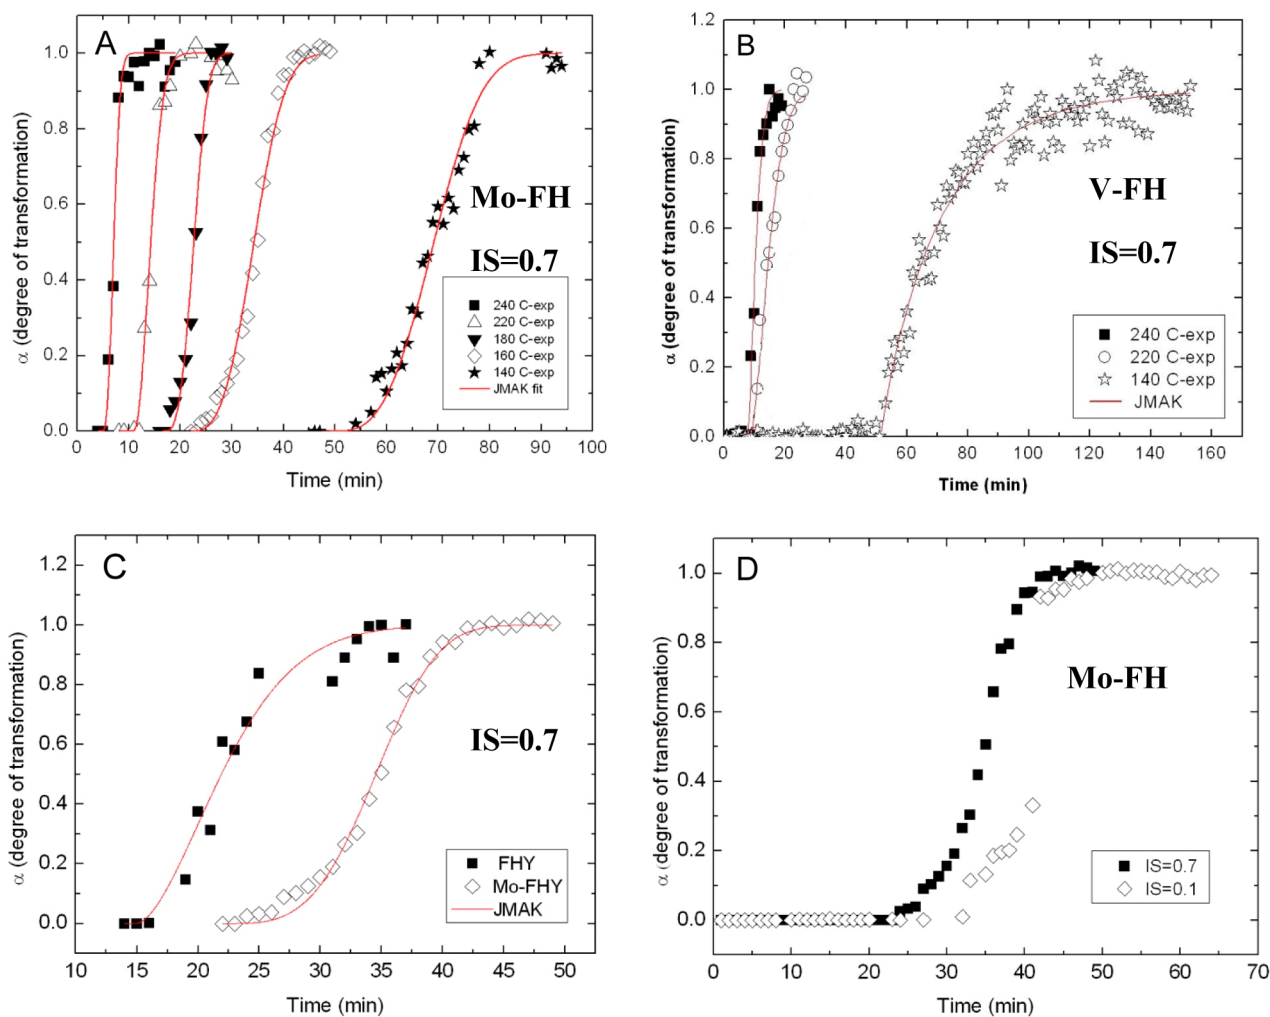 A
α (degree of transformation)
1.0
0.8
0.6
0.4
0.2
0.0
Mo-FH
IS=0.7
240 C-exp
220 C-exp
180 C-exp
160 C-exp
140 C-exp
JMAK fit
0 10 20 30 40 50 60 70 80 90 100
Time (min)
B
α (degree of transformation)
1.2
1.0
0.8
0.6
0.4
0.2
0.0
V-FH
IS=0.7
240 C-exp
220 C-exp
140 C-exp
JMAK
0 20 40 60 80 100 120 140 160
Time (min)
C
α (degree of transformation)
1.2
1.0
0.8
0.6
0.4
0.2
0.0
IS=0.7
FHY
Mo-FHY
JMAK
10 15 20 25 30 35 40 45 50
Time (min)
D
α (degree of transformation)
1.0
0.8
0.6
0.4
0.2
0.0
Mo-FH
IS=0.7
IS=0.1
0 10 20 30 40 50 60 70
Time (min)